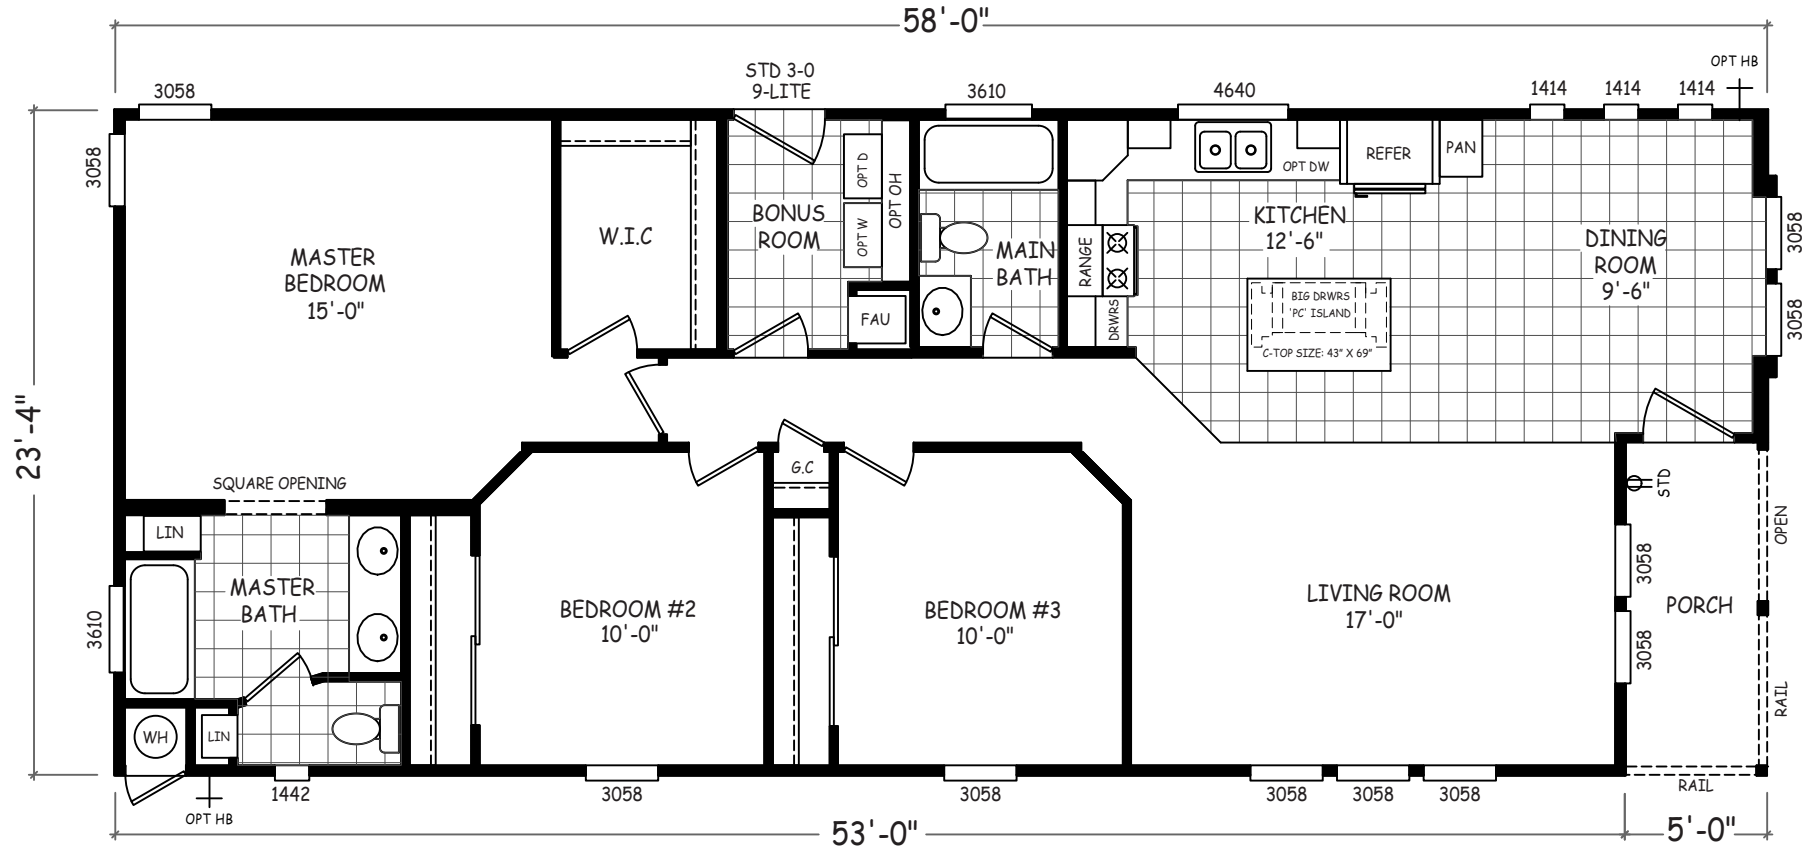 58'-0"
OPT HB
STD 3-0
9-LITE
3058
3610
4640
1414
1414
1414
3058
23'-4"
MASTER
BEDROOM
15'-0"
W.I.C
BONUS
ROOM
OPT D
OPT W
OPT OH
FAU
MAIN
BATH
RANGE
DRWRS
OPT DW
REFER
PAN
KITCHEN
12'-6"
BIG DRWRS
'PC' ISLAND
C-TOP SIZE: 43" X 69"
DINING
ROOM
9'-6"
3058
3058
SQUARE OPENING
LIN
MASTER
BATH
3610
WH
LIN
G.C
BEDROOM #2
10'-0"
BEDROOM #3
10'-0"
LIVING ROOM
17'-0"
STD
3058
3058
PORCH
OPEN
RAIL
RAIL
OPT HB
1442
3058
3058
3058
3058
3058
53'-0"
5'-0"